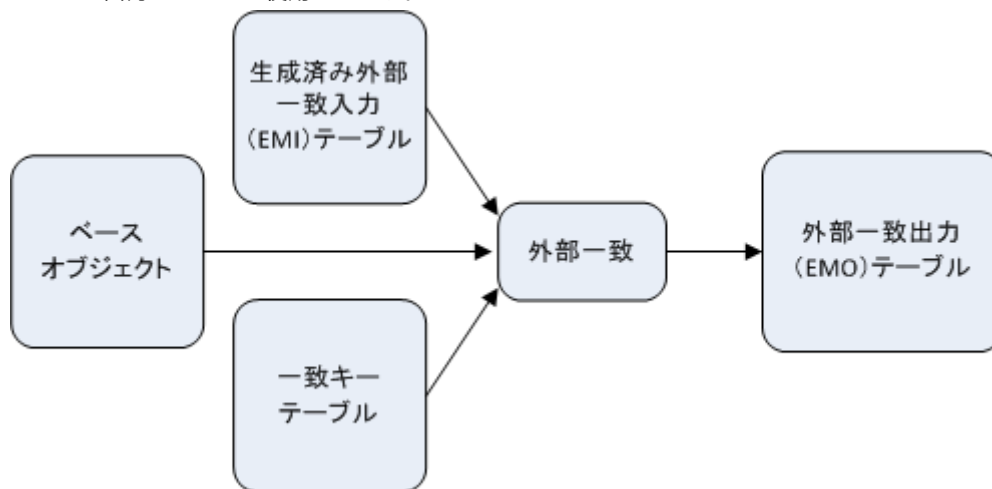 生成済み外部
一致入力
（EMI）テーブル
ベース
オブジェクト
外部一致
外部一致出力
（EMO）テーブル
一致キー
テーブル